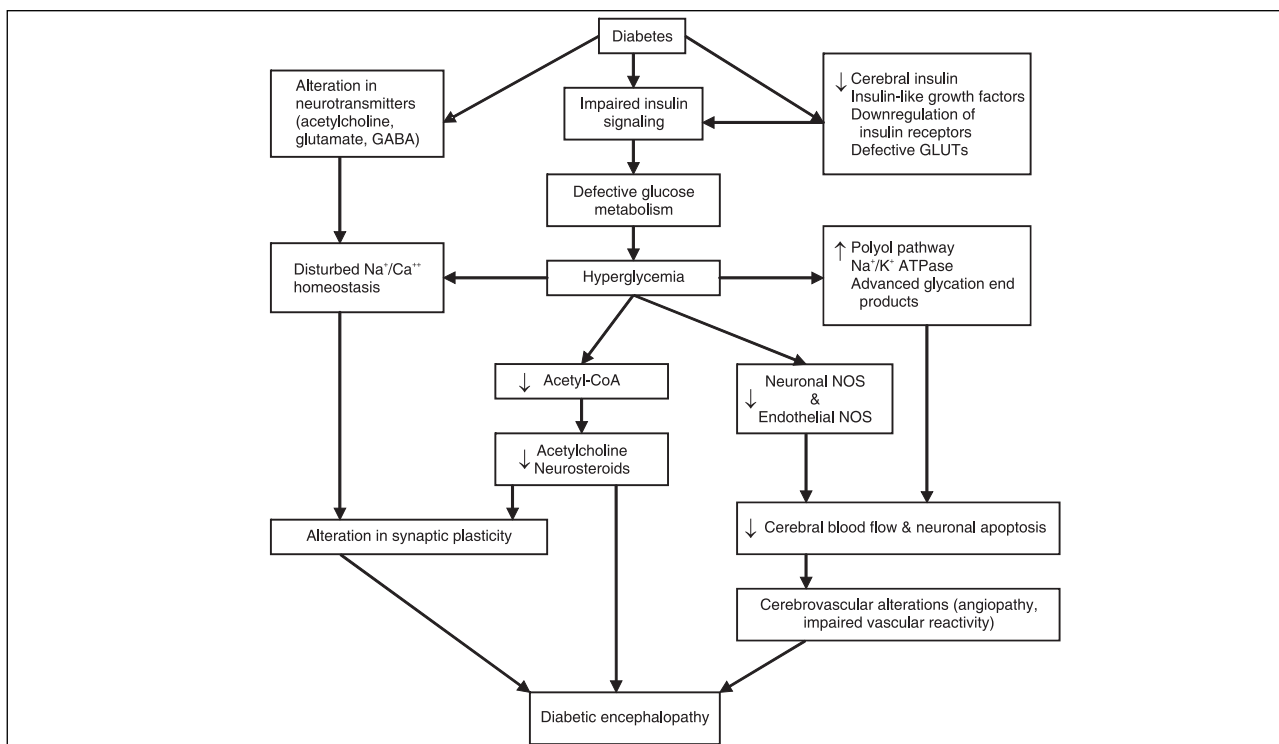 Diabetes
Alteration in
neurotransmitters
(acetylcholine,
glutamate, GABA)
Impaired insulin
signaling
↓ Cerebral insulin
Insulin-like growth factors
Downregulation of
insulin receptors
Defective GLUTs
Defective glucose
metabolism
Disturbed Na⁺/Ca⁺⁺
homeostasis
Hyperglycemia
↑ Polyol pathway
Na⁺/K⁺ ATPase
Advanced glycation end
products
↓ Acetyl-CoA
Neuronal NOS
↓ &
Endothelial NOS
↓ Acetylcholine
Neurosteroids
Alteration in synaptic plasticity
↓ Cerebral blood flow & neuronal apoptosis
Cerebrovascular alterations (angiopathy,
impaired vascular reactivity)
Diabetic encephalopathy